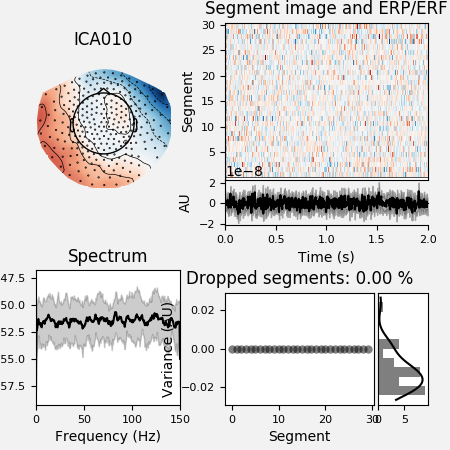 Segment image and ERP/ERF
ICA010
Segment
30
25
20
15
10
5
1e−8
AU
2
0
−2
0.0 0.5 1.0 1.5 2.0
Time (s)
Spectrum
47.5
50.0
52.5
55.0
57.5
0 50 100 150
Frequency (Hz)
Dropped segments: 0.00 %
Variance (AU)
0.02
0.00
−0.02
0 10 20 30
Segment
0 5